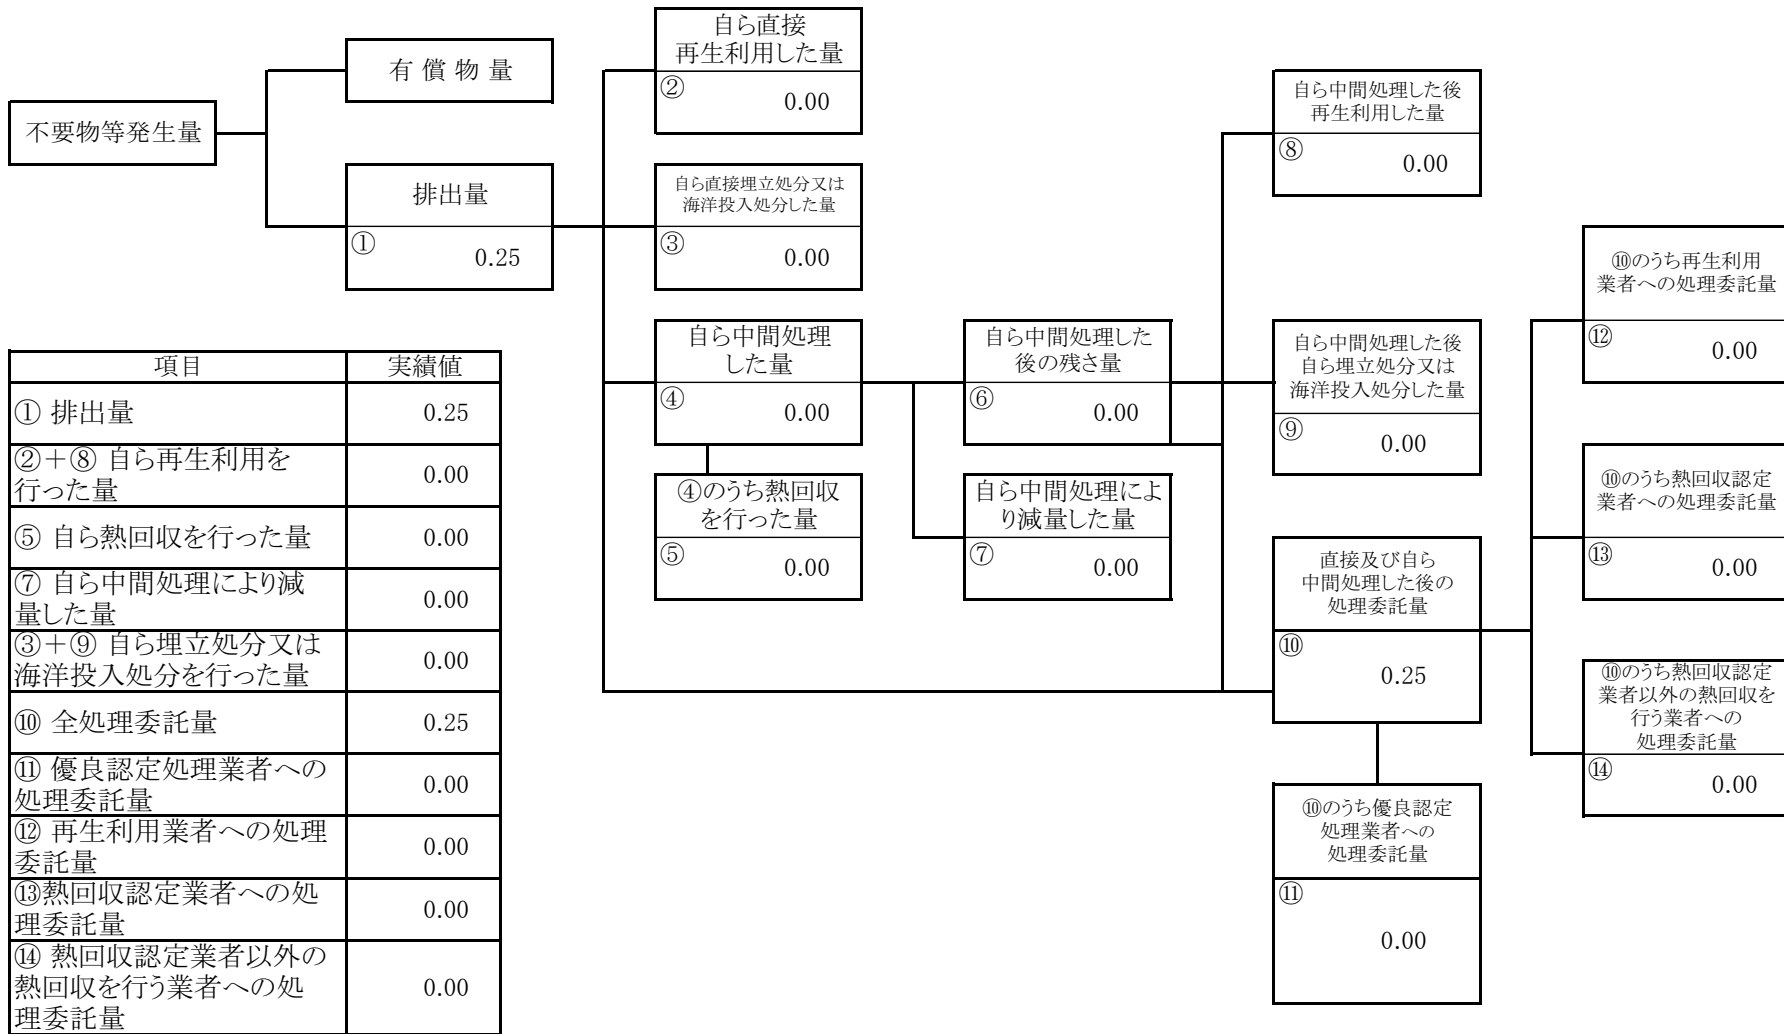 不要物等発生量
有 償 物 量
排出量
①
0.25
自ら直接
再生利用した量
②
0.00
自ら直接埋立処分又は
海洋投入処分した量
③
0.00
自ら中間処理
した量
④
0.00
④のうち熱回収
を行った量
⑤
0.00
自ら中間処理した
後の残さ量
⑥
0.00
自ら中間処理によ
り減量した量
⑦
0.00
自ら中間処理した後
再生利用した量
⑧
0.00
自ら中間処理した後
自ら埋立処分又は
海洋投入処分した量
⑨
0.00
直接及び自ら
中間処理した後の
処理委託量
⑩
0.25
⑩のうち優良認定
処理業者への
処理委託量
⑪
0.00
⑩のうち再生利用
業者への処理委託量
⑫
0.00
⑩のうち熱回収認定
業者への処理委託量
⑬
0.00
⑩のうち熱回収認定
業者以外の熱回収を
行う業者への
処理委託量
⑭
0.00
項目 実績値
① 排出量 0.25
②＋⑧ 自ら再生利用を
行った量 0.00
⑤ 自ら熱回収を行った量 0.00
⑦ 自ら中間処理により減
量した量 0.00
③＋⑨ 自ら埋立処分又は
海洋投入処分を行った量 0.00
⑩ 全処理委託量 0.25
⑪ 優良認定処理業者への
処理委託量 0.00
⑫ 再生利用業者への処理
委託量 0.00
⑬熱回収認定業者への処
理委託量 0.00
⑭ 熱回収認定業者以外の
熱回収を行う業者への処
理委託量 0.00